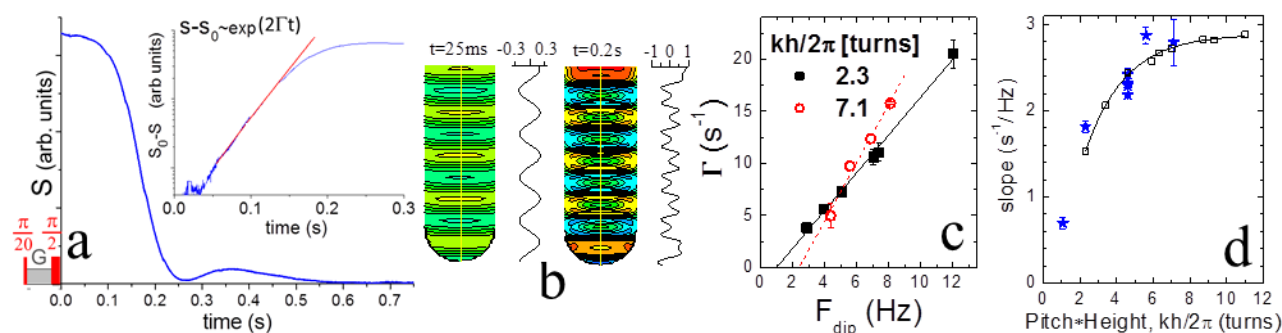 S-S₀~exp(2Γt)
S₀-S (arb units)
0.0 0.1 0.2 0.3
time (s)
S (arb. units)
π/20 G π/2
a
0.0 0.1 0.2 0.3 0.4 0.5 0.6 0.7
time (s)
t=25ms
-0.3 0.3
t=0.2s
-1 0 1
b
kh/2π [turns]
2.3
7.1
Γ (s⁻¹)
20
15
10
5
0
0 2 4 6 8 10 12
F_dip (Hz)
c
slope (s⁻¹/Hz)
3
2
1
0
0 2 4 6 8 10 12
Pitch*Height, kh/2π (turns)
d